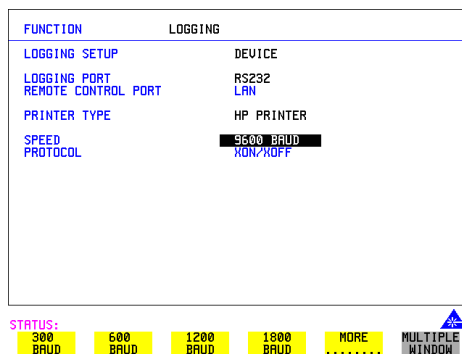 FUNCTION LOGGING
LOGGING SETUP DEVICE
LOGGING PORT RS232
REMOTE CONTROL PORT LAN
PRINTER TYPE HP PRINTER
SPEED 9600 BAUD
PROTOCOL XON/XOFF
STATUS:
300 600 1200 1800 MORE MULTIPLE
BAUD BAUD BAUD BAUD ........ WINDOW